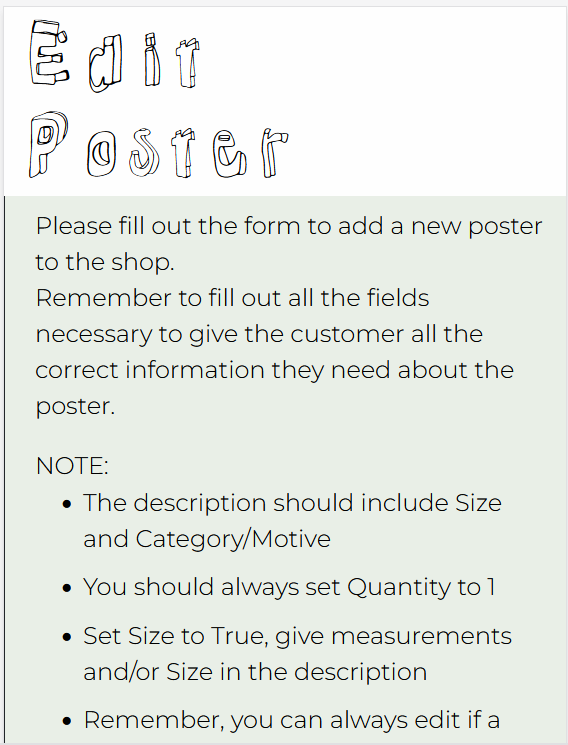 Edit
Poster
Please fill out the form to add a new poster
to the shop.
Remember to fill out all the fields
necessary to give the customer all the
correct information they need about the
poster.
NOTE:
• The description should include Size
and Category/Motive
• You should always set Quantity to 1
• Set Size to True, give measurements
and/or Size in the description
• Remember, you can always edit if a